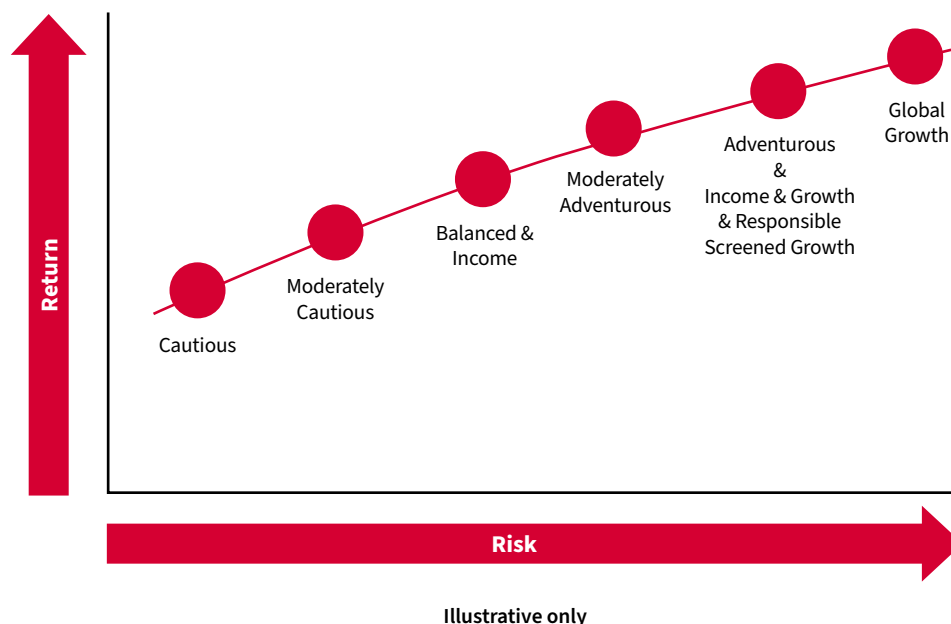 Return
Cautious
Moderately
Cautious
Balanced &
Income
Moderately
Adventurous
Adventurous
&
Income & Growth
& Responsible
Screened Growth
Global
Growth
Risk
Illustrative only